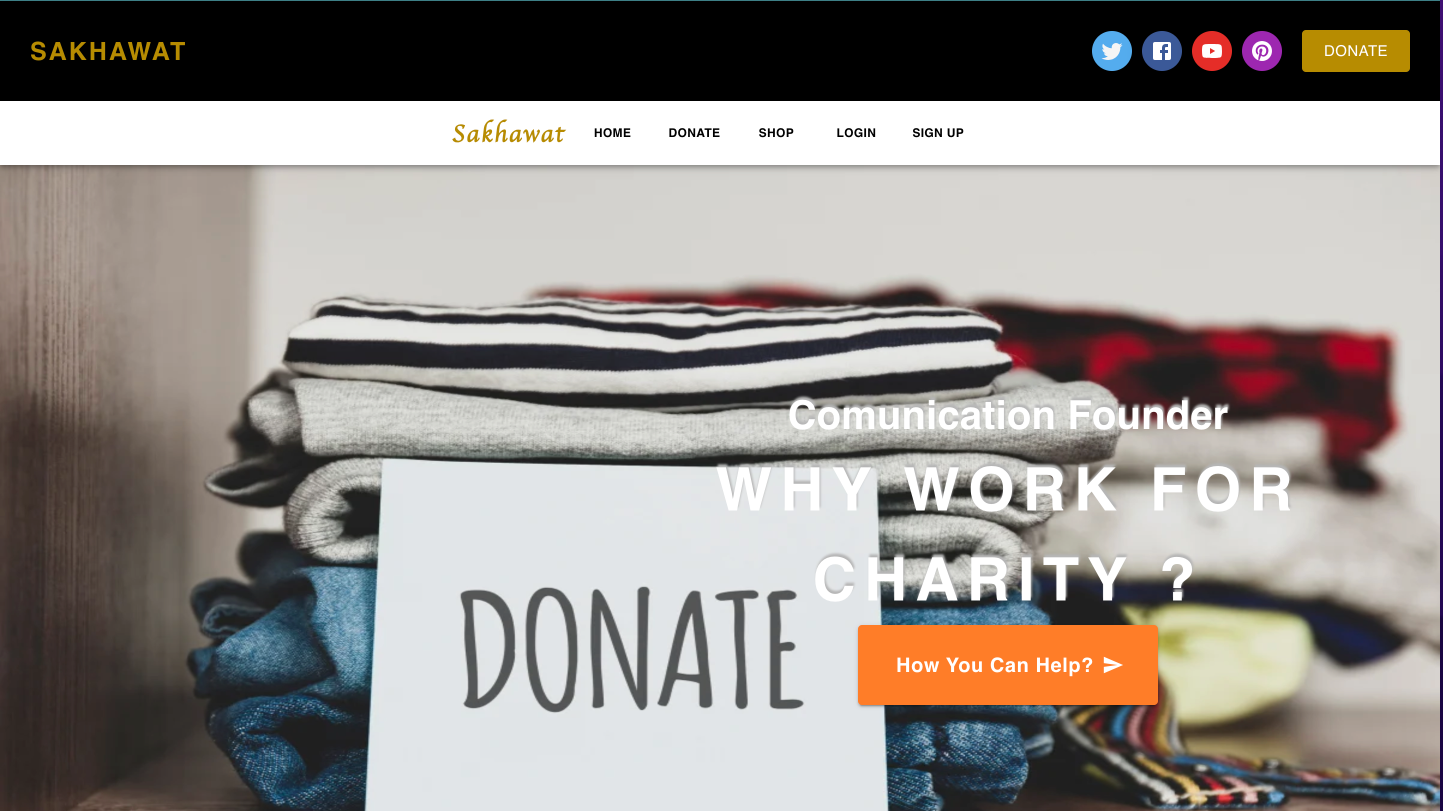 SAKHAWAT
DONATE
Sakhawat HOME DONATE SHOP LOGIN SIGN UP
Comunication Founder
WHY WORK FOR
CHARITY ?
DONATE
How You Can Help?